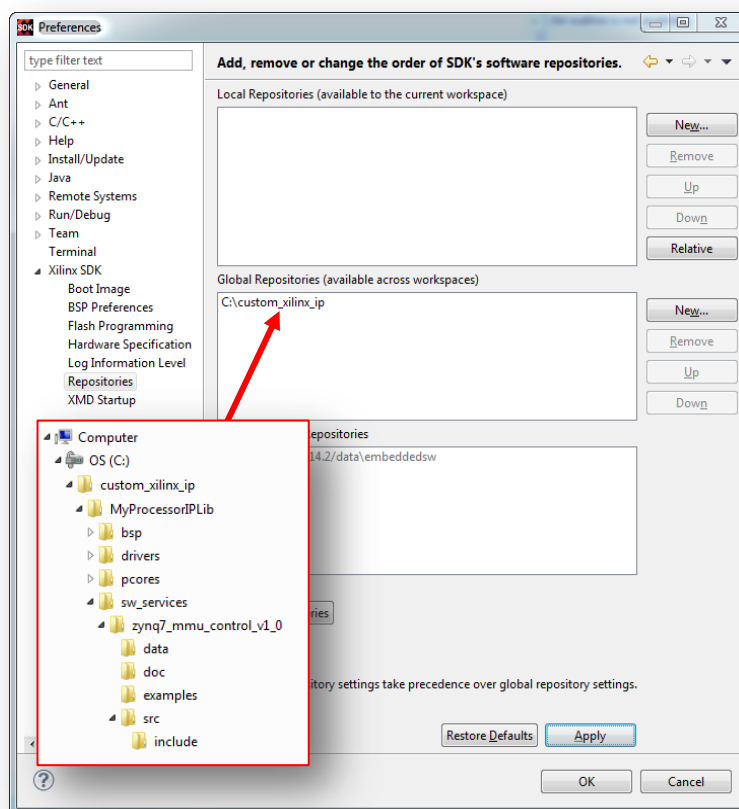 SDK Preferences
type filter text
Add, remove or change the order of SDK's software repositories.
General
Ant
C/C++
Help
Install/Update
Java
Remote Systems
Run/Debug
Team
Terminal
Xilinx SDK
Boot Image
BSP Preferences
Flash Programming
Hardware Specification
Log Information Level
Repositories
XMD Startup
Local Repositories (available to the current workspace)
New...
Remove
Up
Down
Relative
Global Repositories (available across workspaces)
C:\custom_xilinx_ip
New...
Remove
Up
Down
epositories
14.2/data\embeddedsw
ries
itory settings take precedence over global repository settings.
Computer
OS (C:)
custom_xilinx_ip
MyProcessorIPLib
bsp
drivers
pcores
sw_services
zynq7_mmu_control_v1_0
data
doc
examples
src
include
Restore Defaults
Apply
?
OK
Cancel